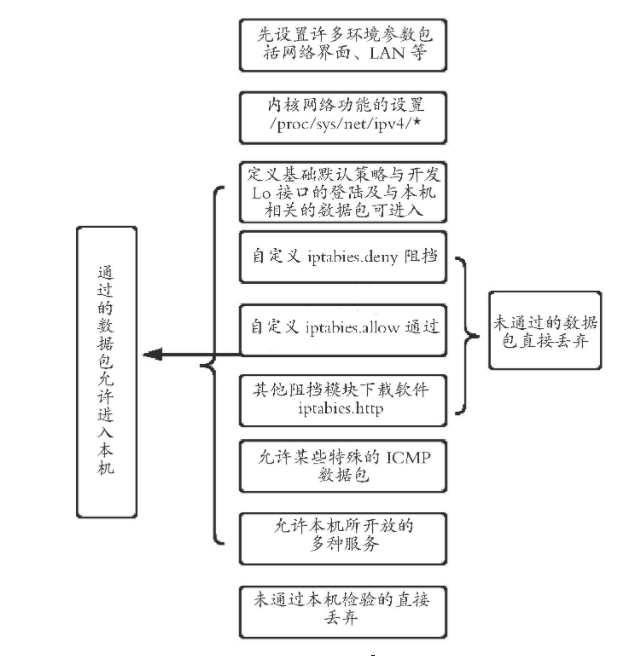 先设置许多环境参数包
括网络界面、LAN 等
内核网络功能的设置
/proc/sys/net/ipv4/*
定义基础默认策略与开发
Lo 接口的登陆及与本机
相关的数据包可进入
自定义 iptabies.deny 阻挡
自定义 iptabies.allow 通过
其他阻挡模块下载软件
iptabies.http
允许某些特殊的 ICMP
数据包
允许本机所开放的
多种服务
未通过本机检验的直接
丢弃
通过的数据包允许进入本机
未通过的数据
包直接丢弃